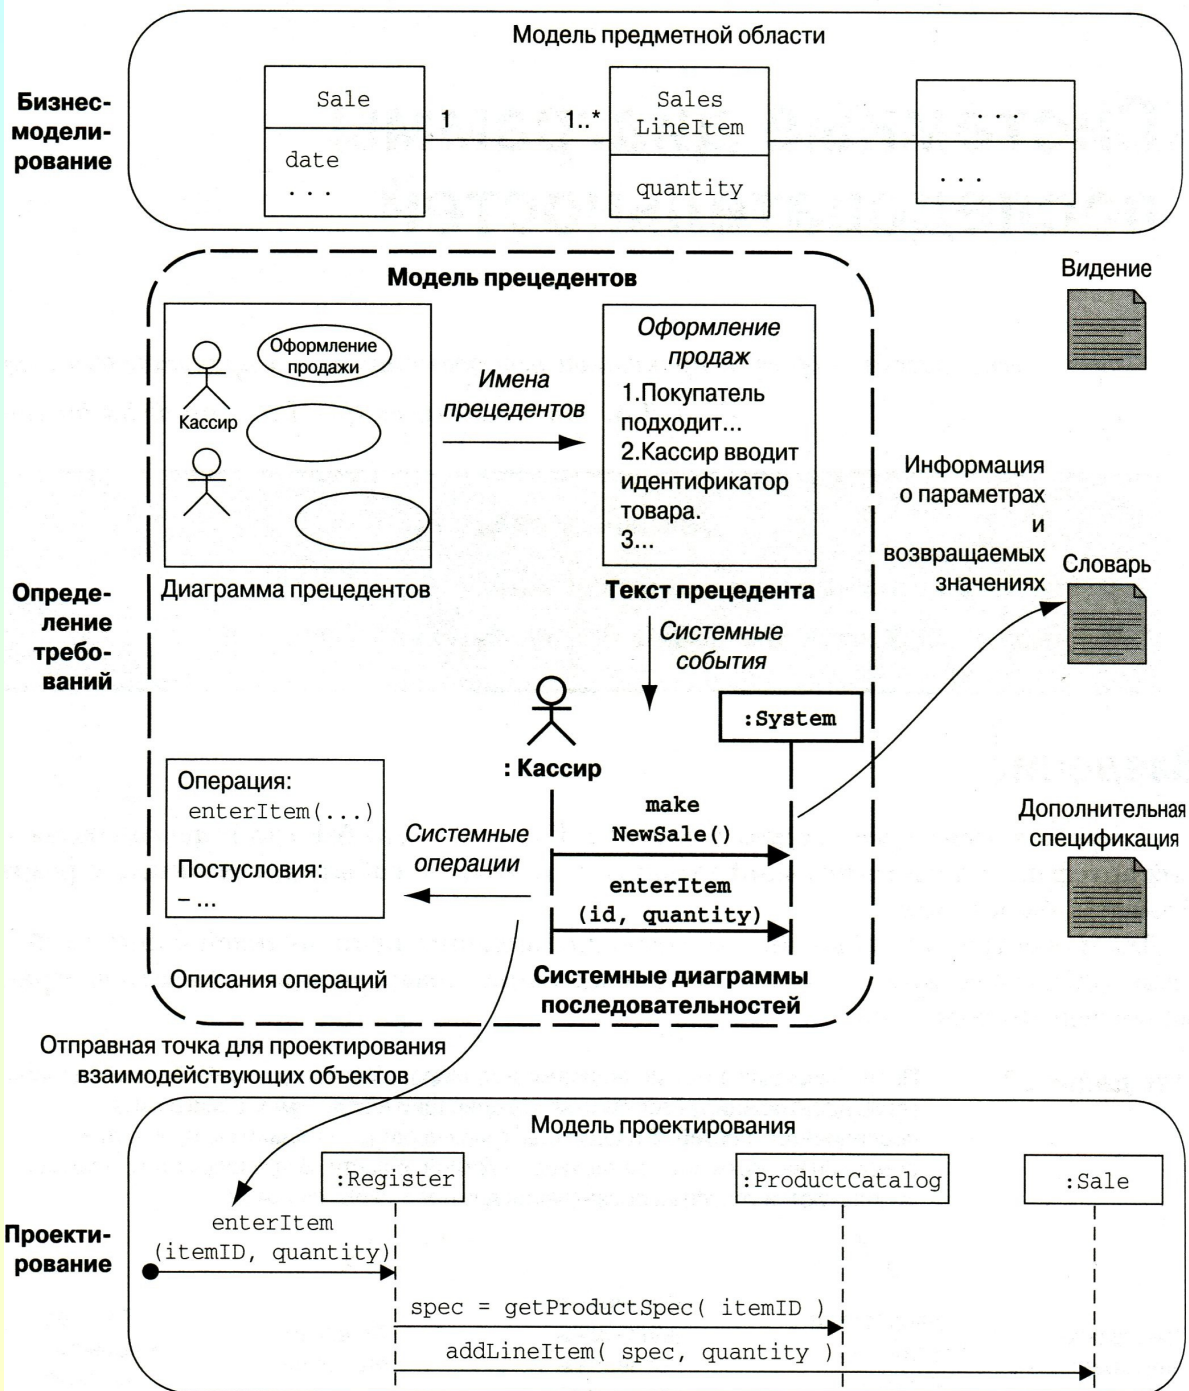 Модель предметной области
Бизнес-
модели-
рование
Sale
date
. . .
1
1..*
Sales
LineItem
quantity
. . .
. . .
Модель прецедентов
Оформление
продажи
Кассир
Диаграмма прецедентов
Имена
прецедентов
Оформление
продаж
1.Покупатель
подходит...
2.Кассир вводит
идентификатор
товара.
3...
Текст прецедента
Видение
Информация
о параметрах
и
возвращаемых
значениях
Словарь
Опреде-
ление
требо-
ваний
Системные
события
: Кассир
:System
make
NewSale()
enterItem
(id, quantity)
Системные диаграммы
последовательностей
Системные
операции
Операция:
enterItem(...)
Постусловия:
– ...
Описания операций
Дополнительная
спецификация
Отправная точка для проектирования
взаимодействующих объектов
Модель проектирования
Проекти-
рование
:Register
:ProductCatalog
:Sale
enterItem
(itemID, quantity)
spec = getProductSpec( itemID )
addLineItem( spec, quantity )